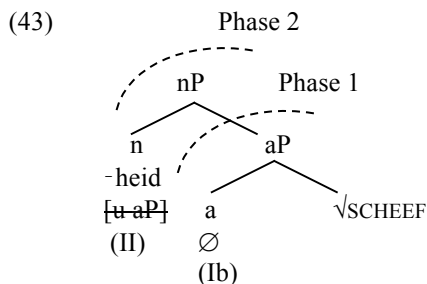 (43) Phase 2
nP Phase 1
n aP
-heid
[u aP] a √SCHEEF
(II) ∅
(Ib)